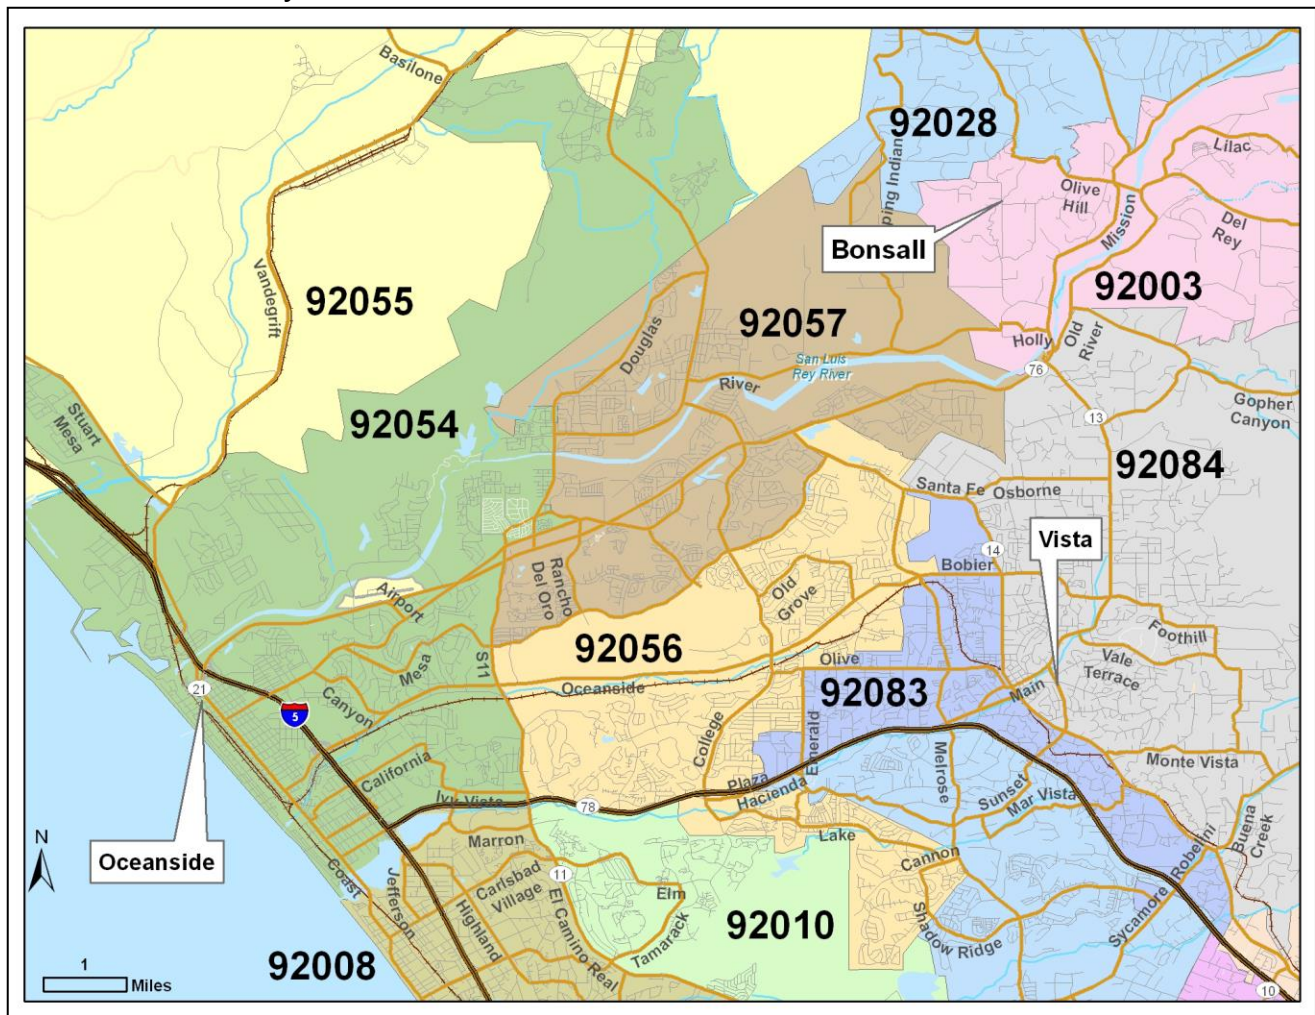 Basilone
92028
Lilac
Olive
Hill
ping Indian
Mission
Del
Rey
Bonsall
Vandegrift
92055
92003
92057
Douglas
Holly
Old
River
San Luis
Rey River
76
River
Gopher
Canyon
Stuart
Mesa
92054
13
92084
Santa Fe
Osborne
Vista
14
Bobier
Rancho
Del Oro
Old
Grove
Airport
Foothill
92056
Mesa
S11
Olive
Vale
Terrace
Oceanside
21
Canyon
92083
Main
5
College
Emerald
Melrose
Monte Vista
California
Plaza
Hacienda
Sunset
Mar Vista
Ivy
Vista
78
Buena
Creek
Robelini
Marron
Lake
Cannon
N
Oceanside
Coast
Jefferson
Carlsbad
Village
11
Elm
Highland
El Camino Real
Tamarack
92010
Shadow Ridge
Sycamore
92008
1
Miles
10